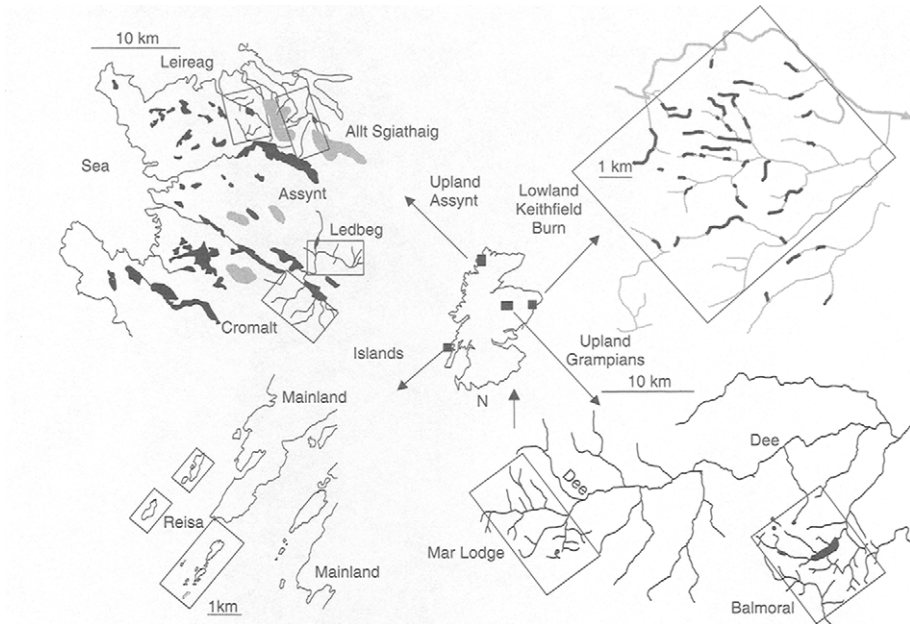 10 km
Leireag
Allt Sgiathaig
Sea
Assynt
Ledbeg
Cromalt
Upland
Assynt
Lowland
Keithfield
Burn
1 km
Islands
Upland
Grampians
N
10 km
Mainland
Reisa
Mainland
1km
Dee
Dee
Mar Lodge
Balmoral